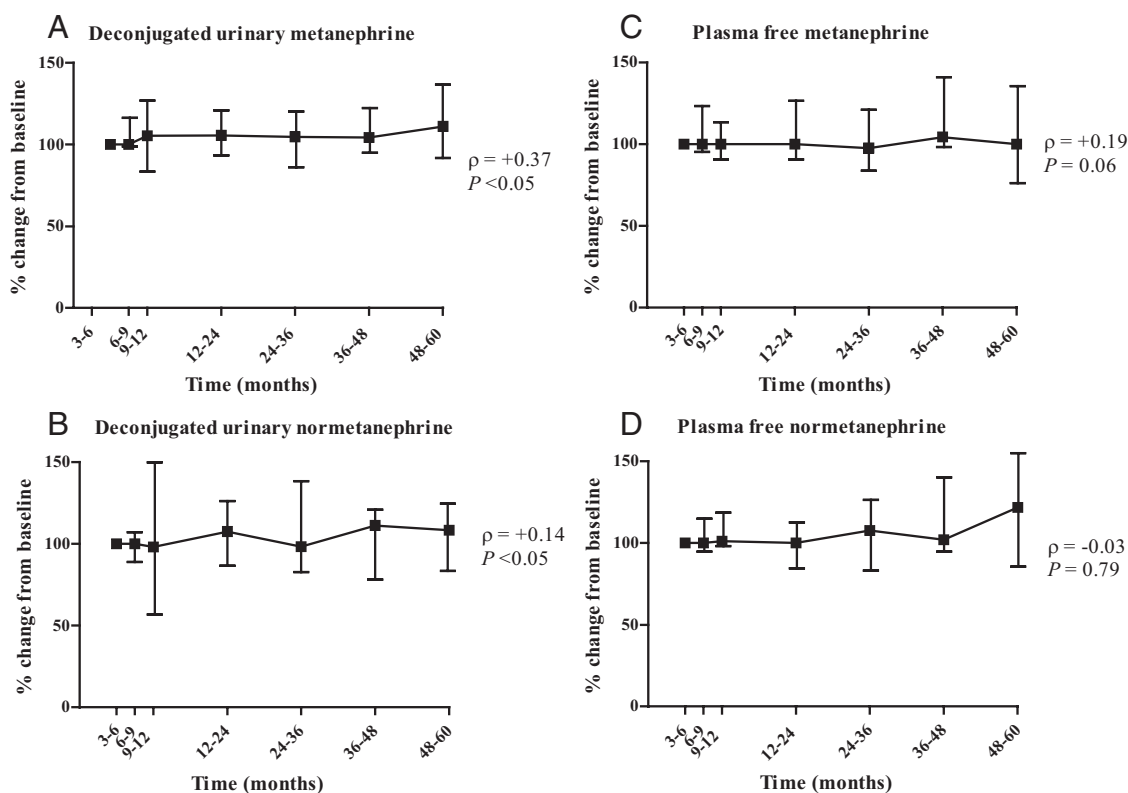 A
Deconjugated urinary metanephrine
% change from baseline
150
100
50
0
3-6
6-9
9-12
12-24
24-36
36-48
48-60
Time (months)
ρ = +0.37
P <0.05
C
Plasma free metanephrine
% change from baseline
150
100
50
0
3-6
6-9
9-12
12-24
24-36
36-48
48-60
Time (months)
ρ = +0.19
P = 0.06
B
Deconjugated urinary normetanephrine
% change from baseline
150
100
50
0
3-6
6-9
9-12
12-24
24-36
36-48
48-60
Time (months)
ρ = +0.14
P <0.05
D
Plasma free normetanephrine
% change from baseline
150
100
50
0
3-6
6-9
9-12
12-24
24-36
36-48
48-60
Time (months)
ρ = -0.03
P = 0.79